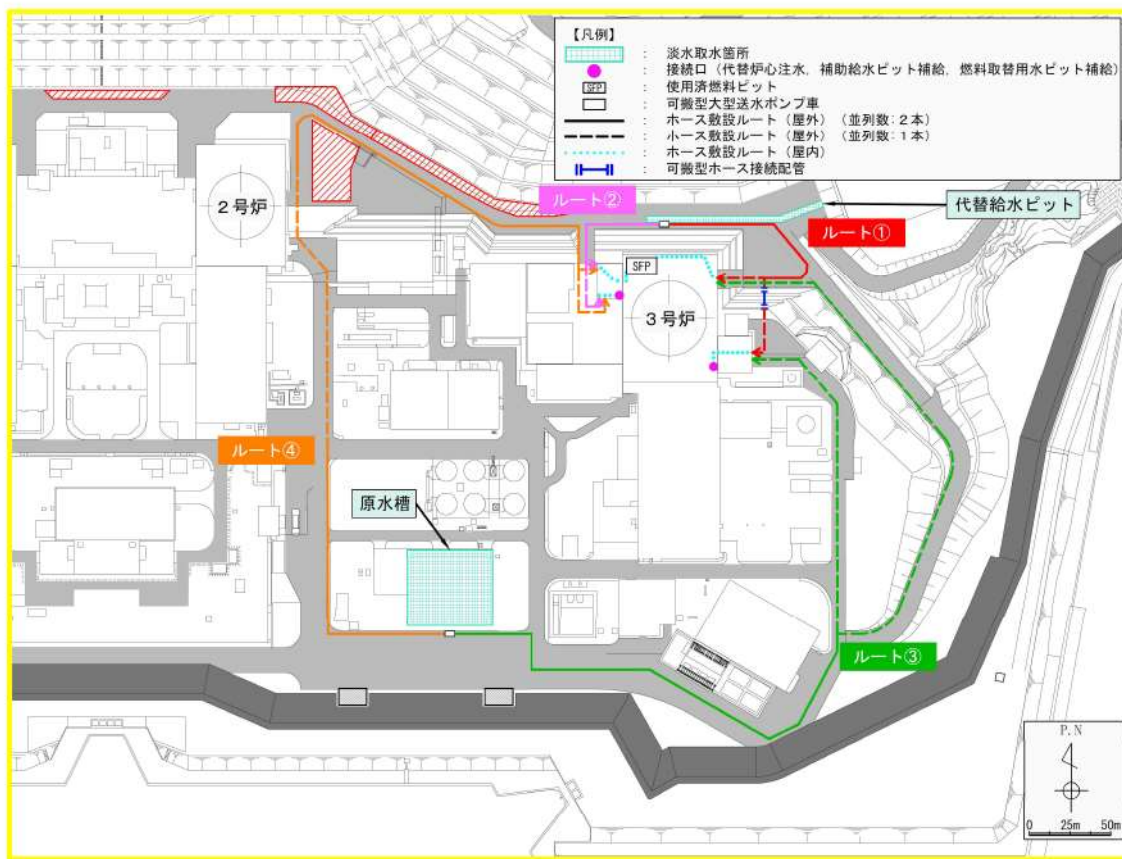 【凡例】
： 淡水取水箇所
： 接続口（代替炉心注水，補助給水ピット補給，燃料取替用水ピット補給）
SFP ： 使用済燃料ピット
： 可搬型大型送水ポンプ車
： ホース敷設ルート（屋外）（並列数：２本）
： ホース敷設ルート（屋外）（並列数：１本）
： ホース敷設ルート（屋内）
： 可搬型ホース接続配管
２号炉
ルート②
代替給水ピット
ルート①
SFP
３号炉
ルート④
原水槽
ルート③
P.N
0 25m 50m